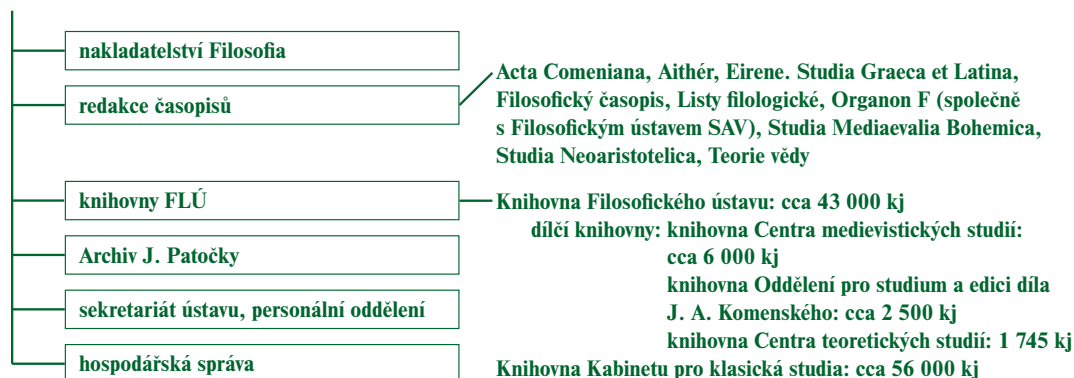 nakladatelství Filosofia
redakce časopisů
Acta Comeniana, Aithér, Eirene. Studia Graeca et Latina,
Filosofický časopis, Listy filologické, Organon F (společně
s Filosofickým ústavem SAV), Studia Mediaevalia Bohemica,
Studia Neoaristotelica, Teorie vědy
knihovny FLÚ
Knihovna Filosofického ústavu: cca 43 000 kj
dílčí knihovny: knihovna Centra medievistických studií:
cca 6 000 kj
knihovna Oddělení pro studium a edici díla
J. A. Komenského: cca 2 500 kj
knihovna Centra teoretických studií: 1 745 kj
Knihovna Kabinetu pro klasická studia: cca 56 000 kj
Archiv J. Patočky
sekretariát ústavu, personální oddělení
hospodářská správa